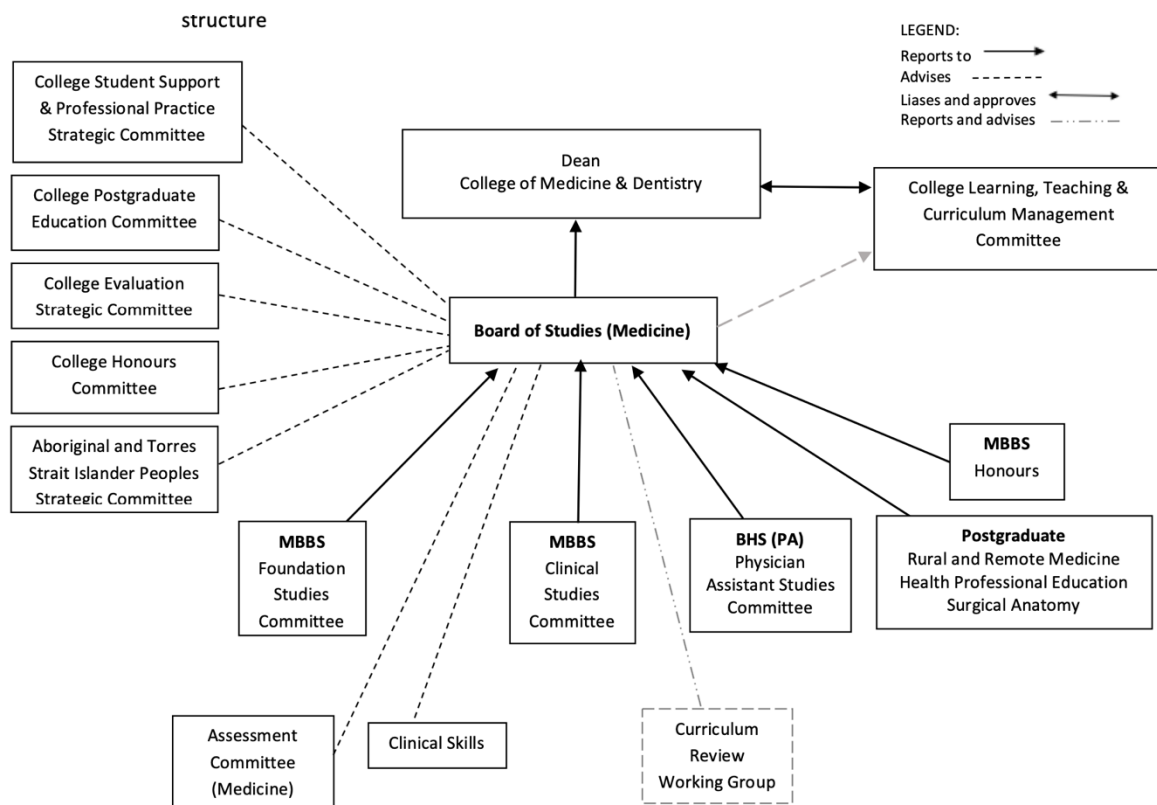 structure
LEGEND:
Reports to
Advises
Liases and approves
Reports and advises
College Student Support
& Professional Practice
Strategic Committee
College Postgraduate
Education Committee
College Evaluation
Strategic Committee
College Honours
Committee
Aboriginal and Torres
Strait Islander Peoples
Strategic Committee
Dean
College of Medicine & Dentistry
College Learning, Teaching &
Curriculum Management
Committee
Board of Studies (Medicine)
MBBS
Honours
MBBS
Foundation
Studies
Committee
MBBS
Clinical
Studies
Committee
BHS (PA)
Physician
Assistant Studies
Committee
Postgraduate
Rural and Remote Medicine
Health Professional Education
Surgical Anatomy
Assessment
Committee
(Medicine)
Clinical Skills
Curriculum
Review
Working Group